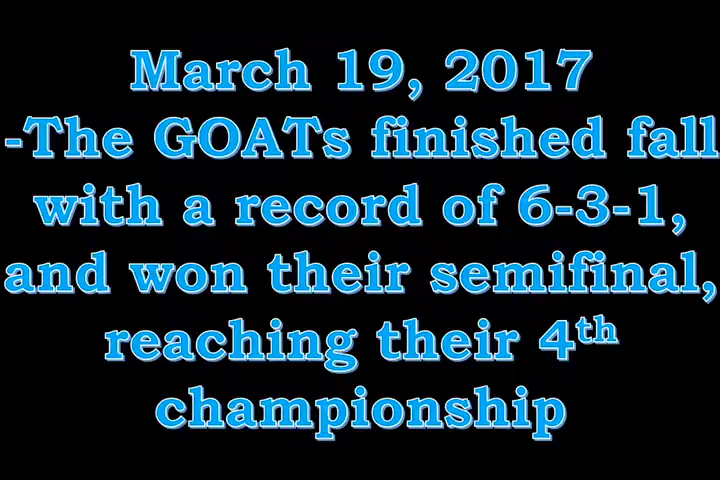 March 19, 2017
-The GOATs finished fall
with a record of 6-3-1,
and won their semifinal,
reaching their 4th
championship